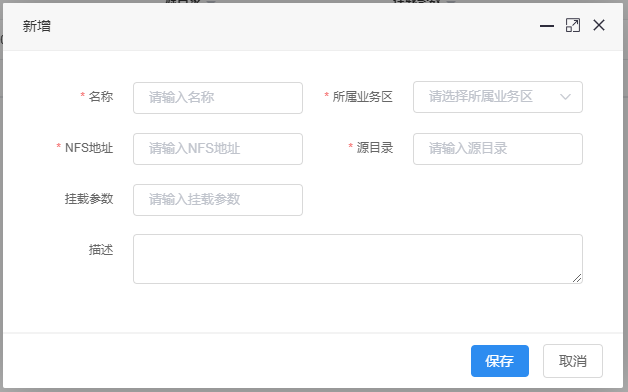 新增
* 名称 请输入名称 * 所属业务区 请选择所属业务区
* NFS地址 请输入NFS地址 * 源目录 请输入源目录
挂载参数 请输入挂载参数
描述
保存 取消